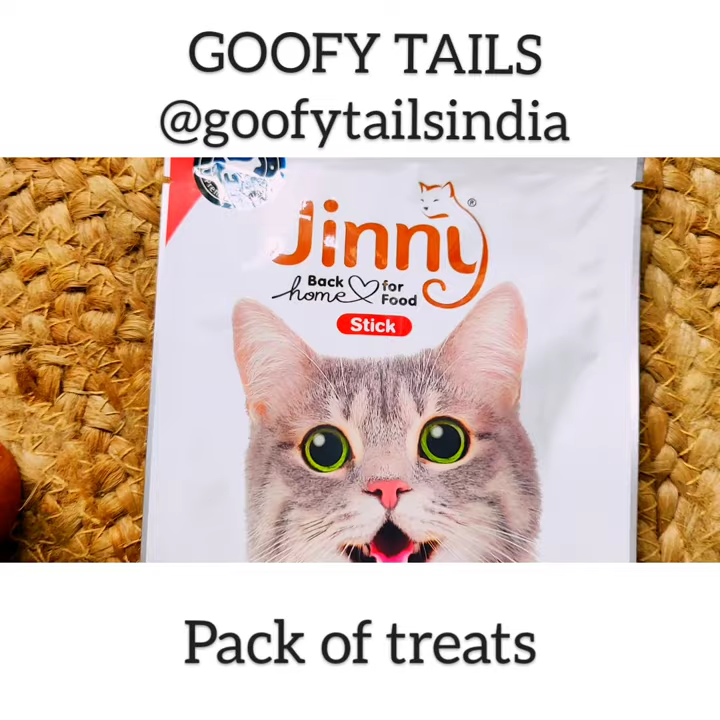 GOOFY TAILS
@goofytailsindia
Jinny®
Back for
home Food
Stick
Pack of treats